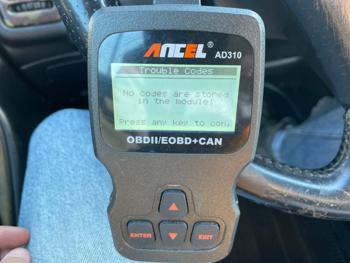 ANCEL
AD310
Trouble Codes
No codes are stored
in the module!
Press any key to con.
OBDII/EOBD+CAN
ENTER
EXIT